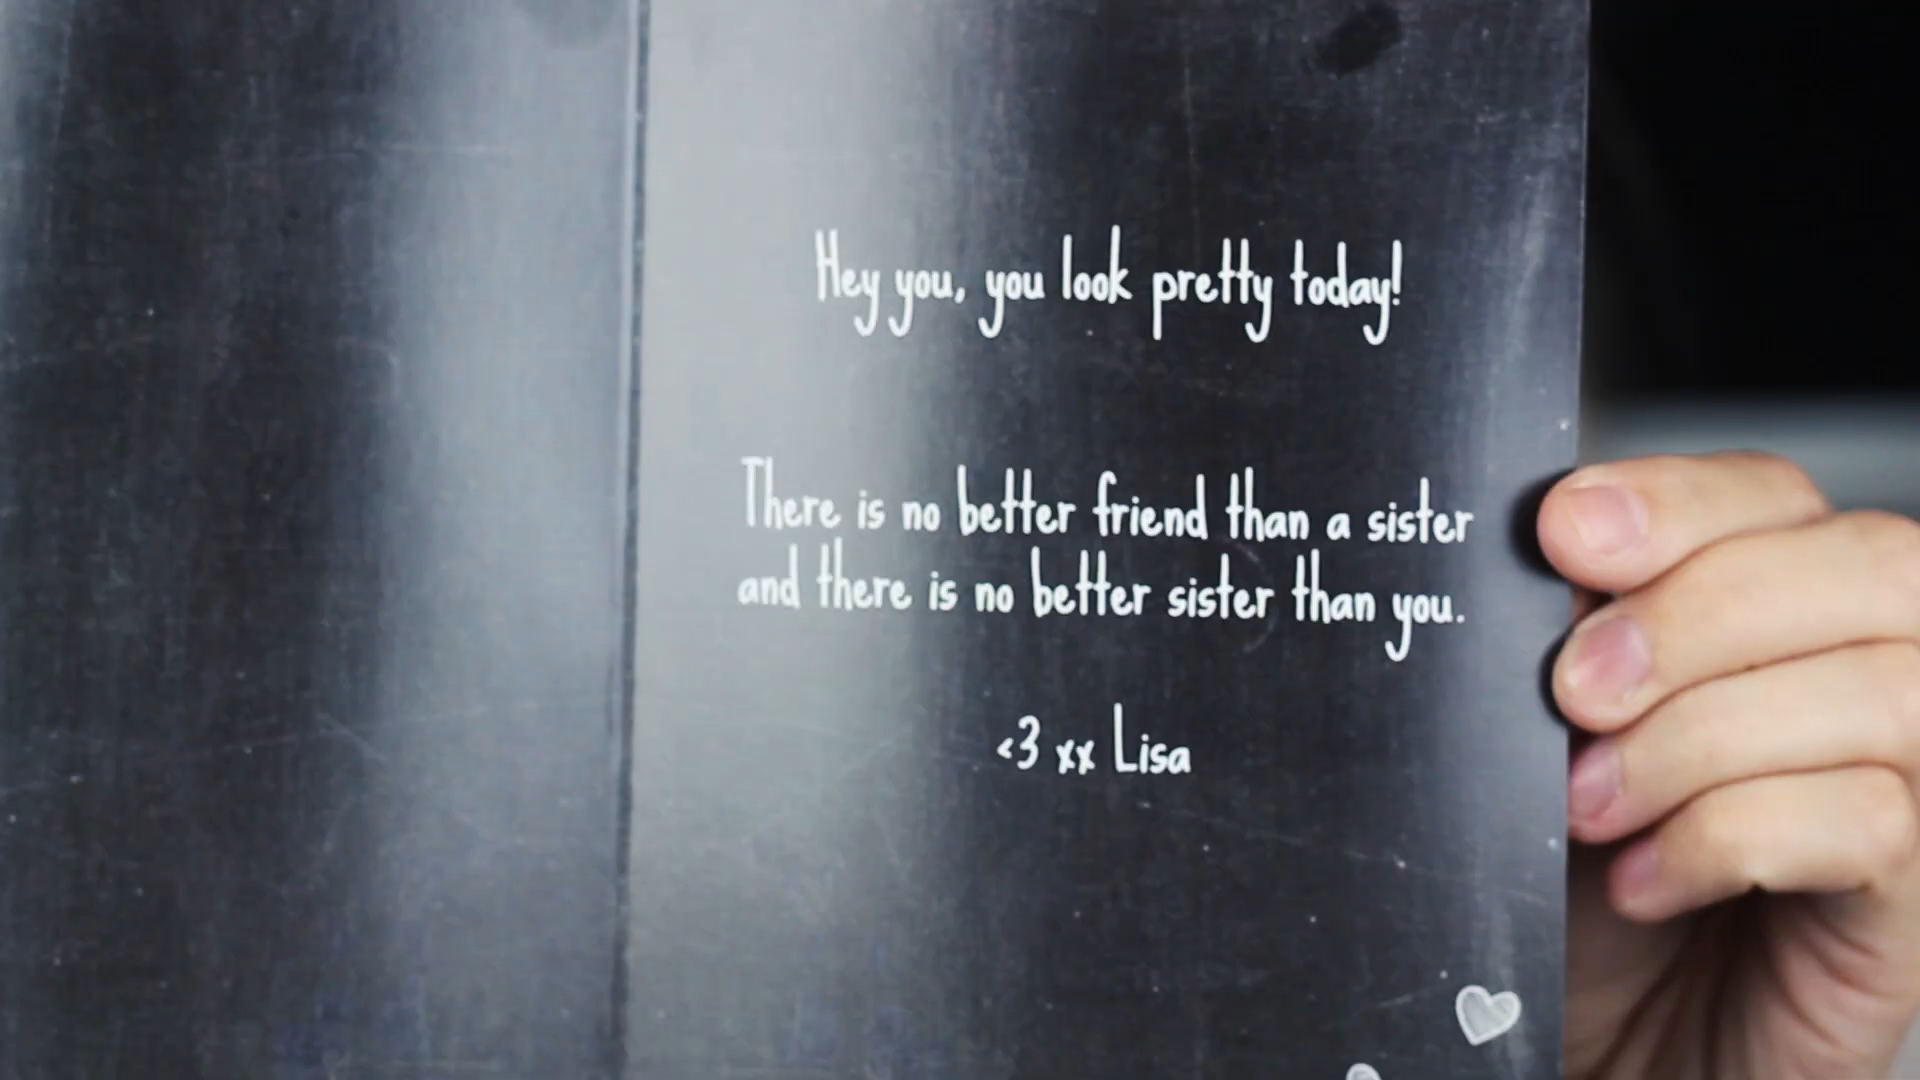 Hey you, you look pretty today!
There is no better friend than a sister
and there is no better sister than you.
<3 xx Lisa